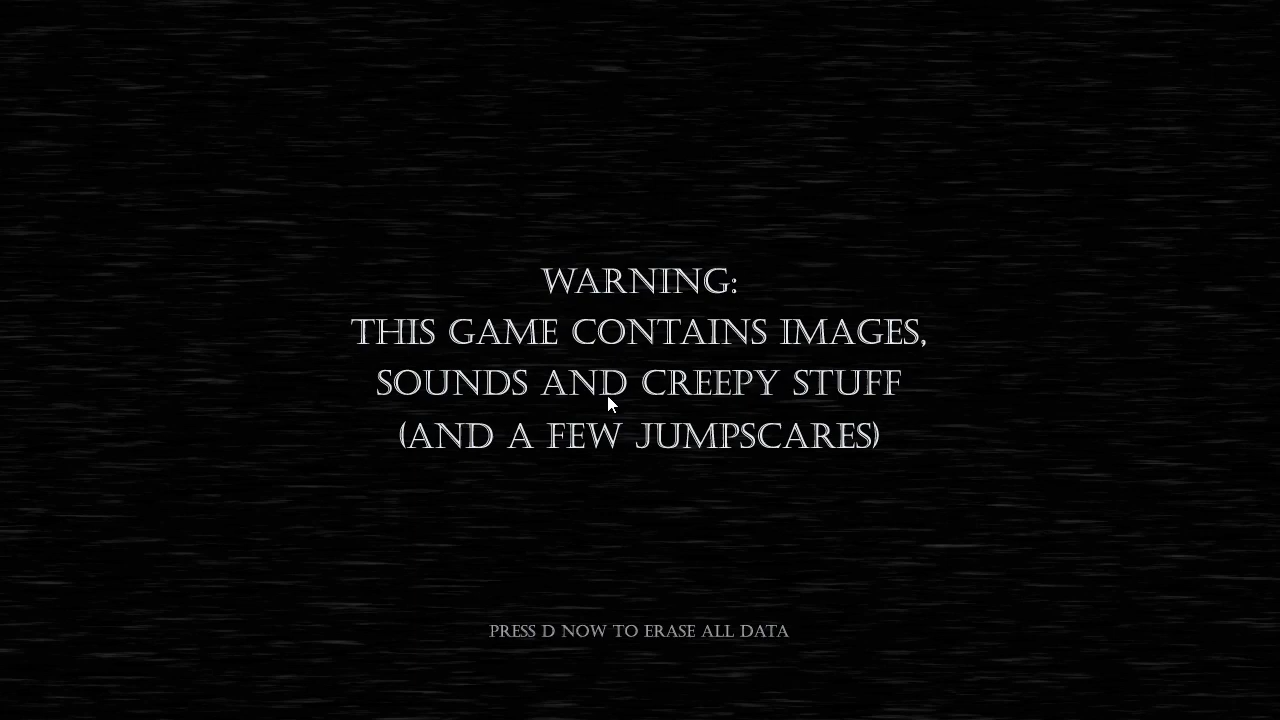 WARNING:
THIS GAME CONTAINS IMAGES,
SOUNDS AND CREEPY STUFF
(AND A FEW JUMPSCARES)
PRESS D NOW TO ERASE ALL DATA